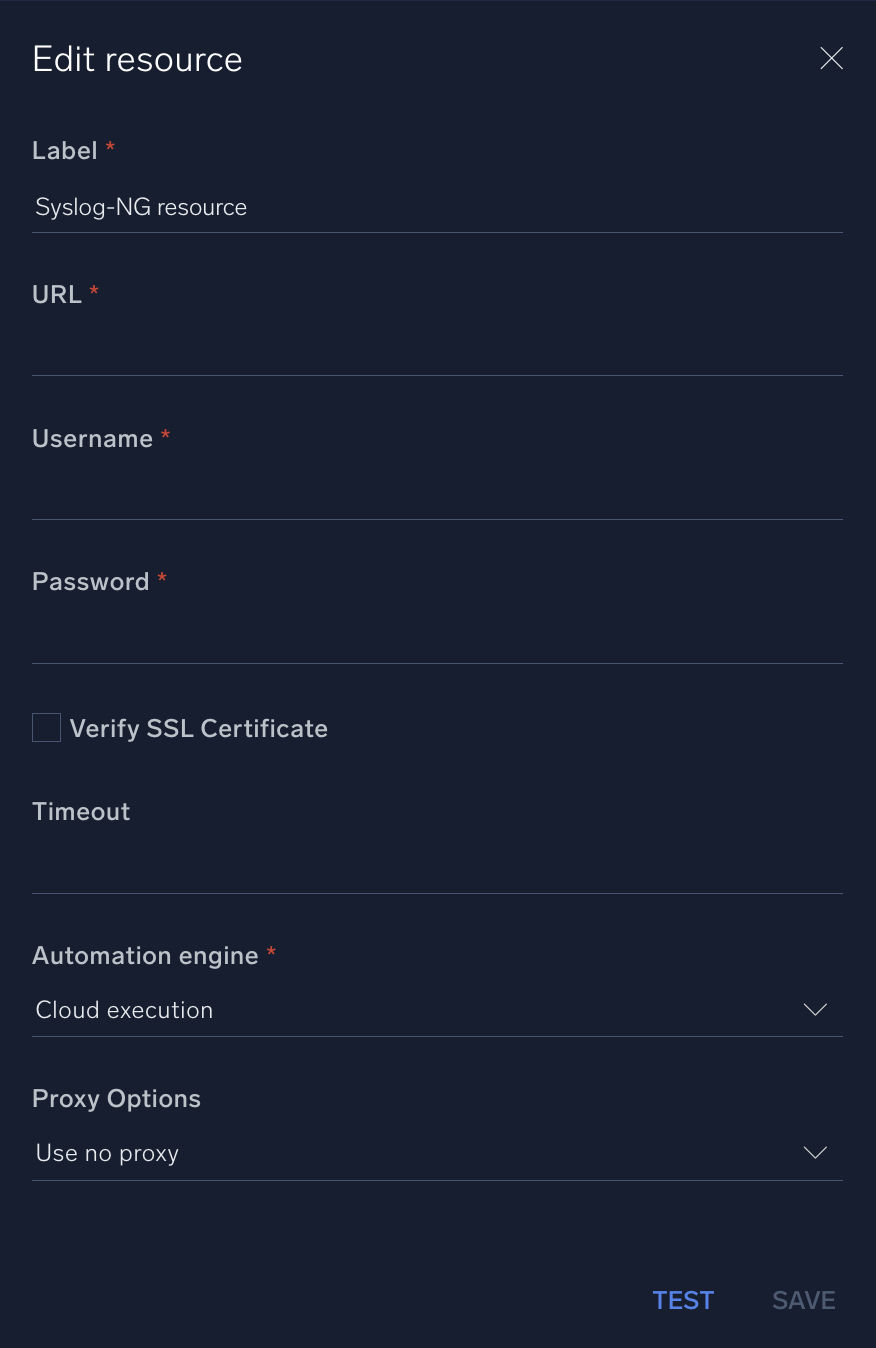 Edit resource
Label *
Syslog-NG resource
URL *
Username *
Password *
Verify SSL Certificate
Timeout
Automation engine *
Cloud execution
Proxy Options
Use no proxy
TEST SAVE